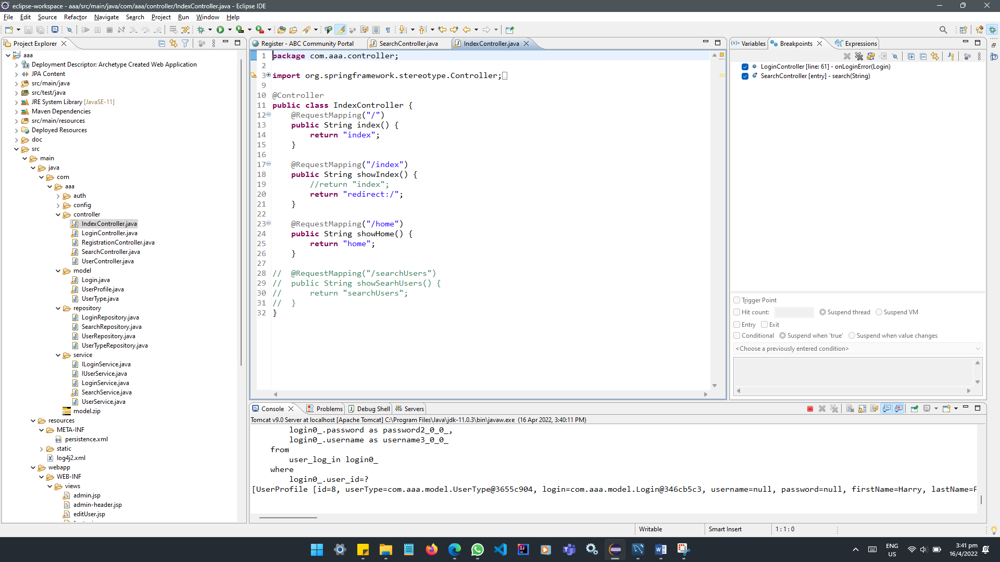 eclipse-workspace - aaa/src/main/java/com/aaa/controller/IndexController.java - Eclipse IDE
File Edit Source Refactor Navigate Search Project Run Window Help
Project Explorer
aaa
Deployment Descriptor: Archetype Created Web Application
JPA Content
src/main/java
src/test/java
JRE System Library [JavaSE-11]
Maven Dependencies
src/main/resources
Deployed Resources
doc
src
main
java
com
aaa
auth
config
controller
IndexController.java
LoginController.java
RegistrationController.java
SearchController.java
UserController.java
model
Login.java
UserProfile.java
UserType.java
repository
LoginRepository.java
SearchRepository.java
UserRepository.java
UserTypeRepository.java
service
ILoginService.java
IUserService.java
LoginService.java
SearchService.java
UserService.java
model.zip
resources
META-INF
persistence.xml
static
log4j2.xml
webapp
WEB-INF
views
admin.jsp
admin-header.jsp
editUser.jsp
Register - ABC Community Portal SearchController.java IndexController.java
1 package com.aaa.controller;
2
3 import org.springframework.stereotype.Controller;
9
10 @Controller
11 public class IndexController {
12 @RequestMapping("/")
13 public String index() {
14 return "index";
15 }
16
17 @RequestMapping("/index")
18 public String showIndex() {
19 //return "index";
20 return "redirect:/";
21 }
22
23 @RequestMapping("/home")
24 public String showHome() {
25 return "home";
26 }
27
28 // @RequestMapping("/searchUsers")
29 // public String showSearhUsers() {
30 // return "searchUsers";
31 // }
32 }
(x)= Variables Breakpoints Expressions
LoginController [line: 61] - onLoginError(Login)
SearchController [entry] - search(String)
Trigger Point
Hit count: Suspend thread Suspend VM
Entry Exit
Conditional Suspend when 'true' Suspend when value changes
<Choose a previously entered condition>
Console Problems Debug Shell Servers
Tomcat v9.0 Server at localhost [Apache Tomcat] C:\Program Files\Java\jdk-11.0.3\bin\javaw.exe (16 Apr 2022, 3:40:11 PM)
login0_.password as password2_0_0_,
login0_.username as username3_0_0_
from
user_log_in login0_
where
login0_.user_id=?
[UserProfile [id=8, userType=com.aaa.model.UserType@3655c904, login=com.aaa.model.Login@346cb5c3, username=null, password=null, firstName=Harry, lastName=
Writable Smart Insert 1 : 1 : 0
ENG
US
3:41 pm
16/4/2022